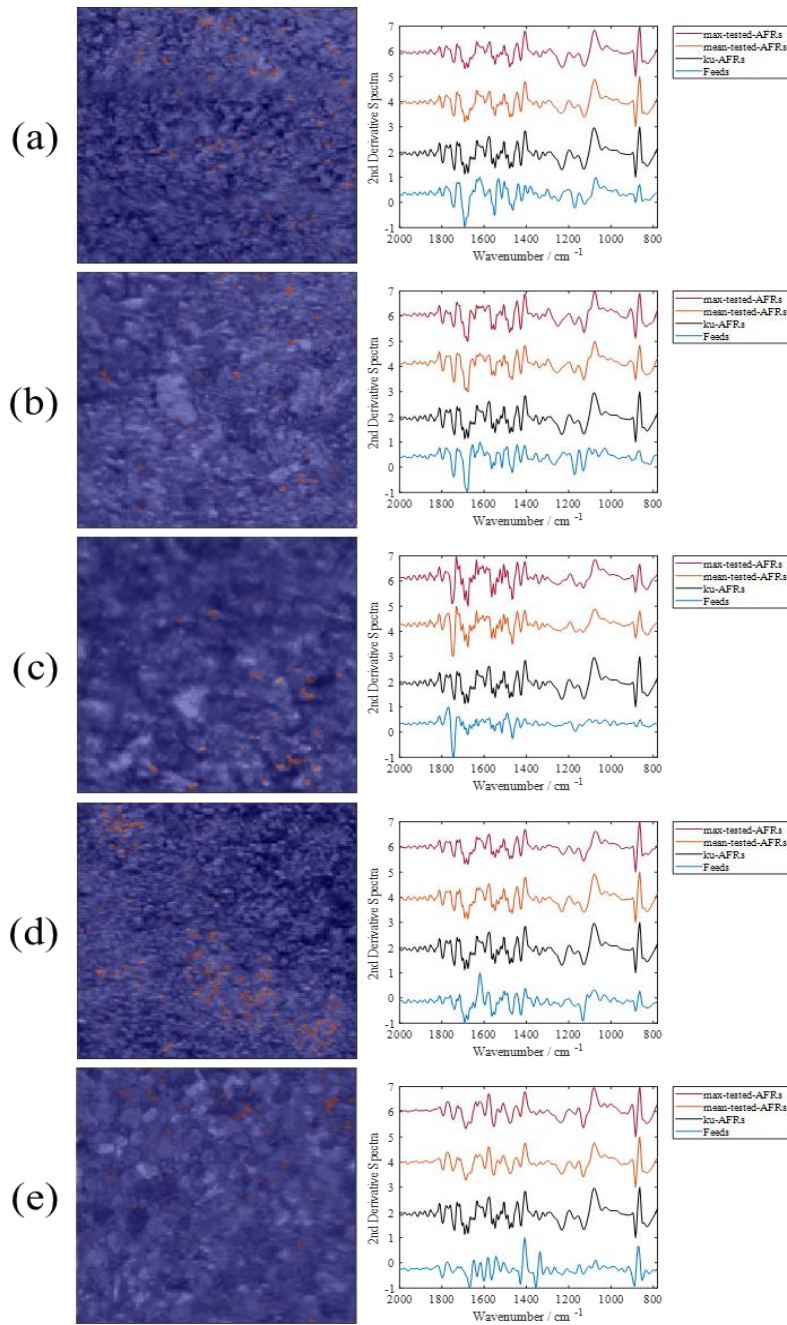 (a)
2nd Derivative Spectra
7
6
5
4
3
2
1
0
-1
2000 1800 1600 1400 1200 1000 800
Wavenumber / cm -1
max-tested-AFRs
mean-tested-AFRs
ku-AFRs
Feeds
(b)
2nd Derivative Spectra
7
6
5
4
3
2
1
0
-1
2000 1800 1600 1400 1200 1000 800
Wavenumber / cm -1
max-tested-AFRs
mean-tested-AFRs
ku-AFRs
Feeds
(c)
2nd Derivative Spectra
7
6
5
4
3
2
1
0
-1
2000 1800 1600 1400 1200 1000 800
Wavenumber / cm -1
max-tested-AFRs
mean-tested-AFRs
ku-AFRs
Feeds
(d)
2nd Derivative Spectra
7
6
5
4
3
2
1
0
-1
2000 1800 1600 1400 1200 1000 800
Wavenumber / cm -1
max-tested-AFRs
mean-tested-AFRs
ku-AFRs
Feeds
(e)
2nd Derivative Spectra
7
6
5
4
3
2
1
0
-1
2000 1800 1600 1400 1200 1000 800
Wavenumber / cm -1
max-tested-AFRs
mean-tested-AFRs
ku-AFRs
Feeds